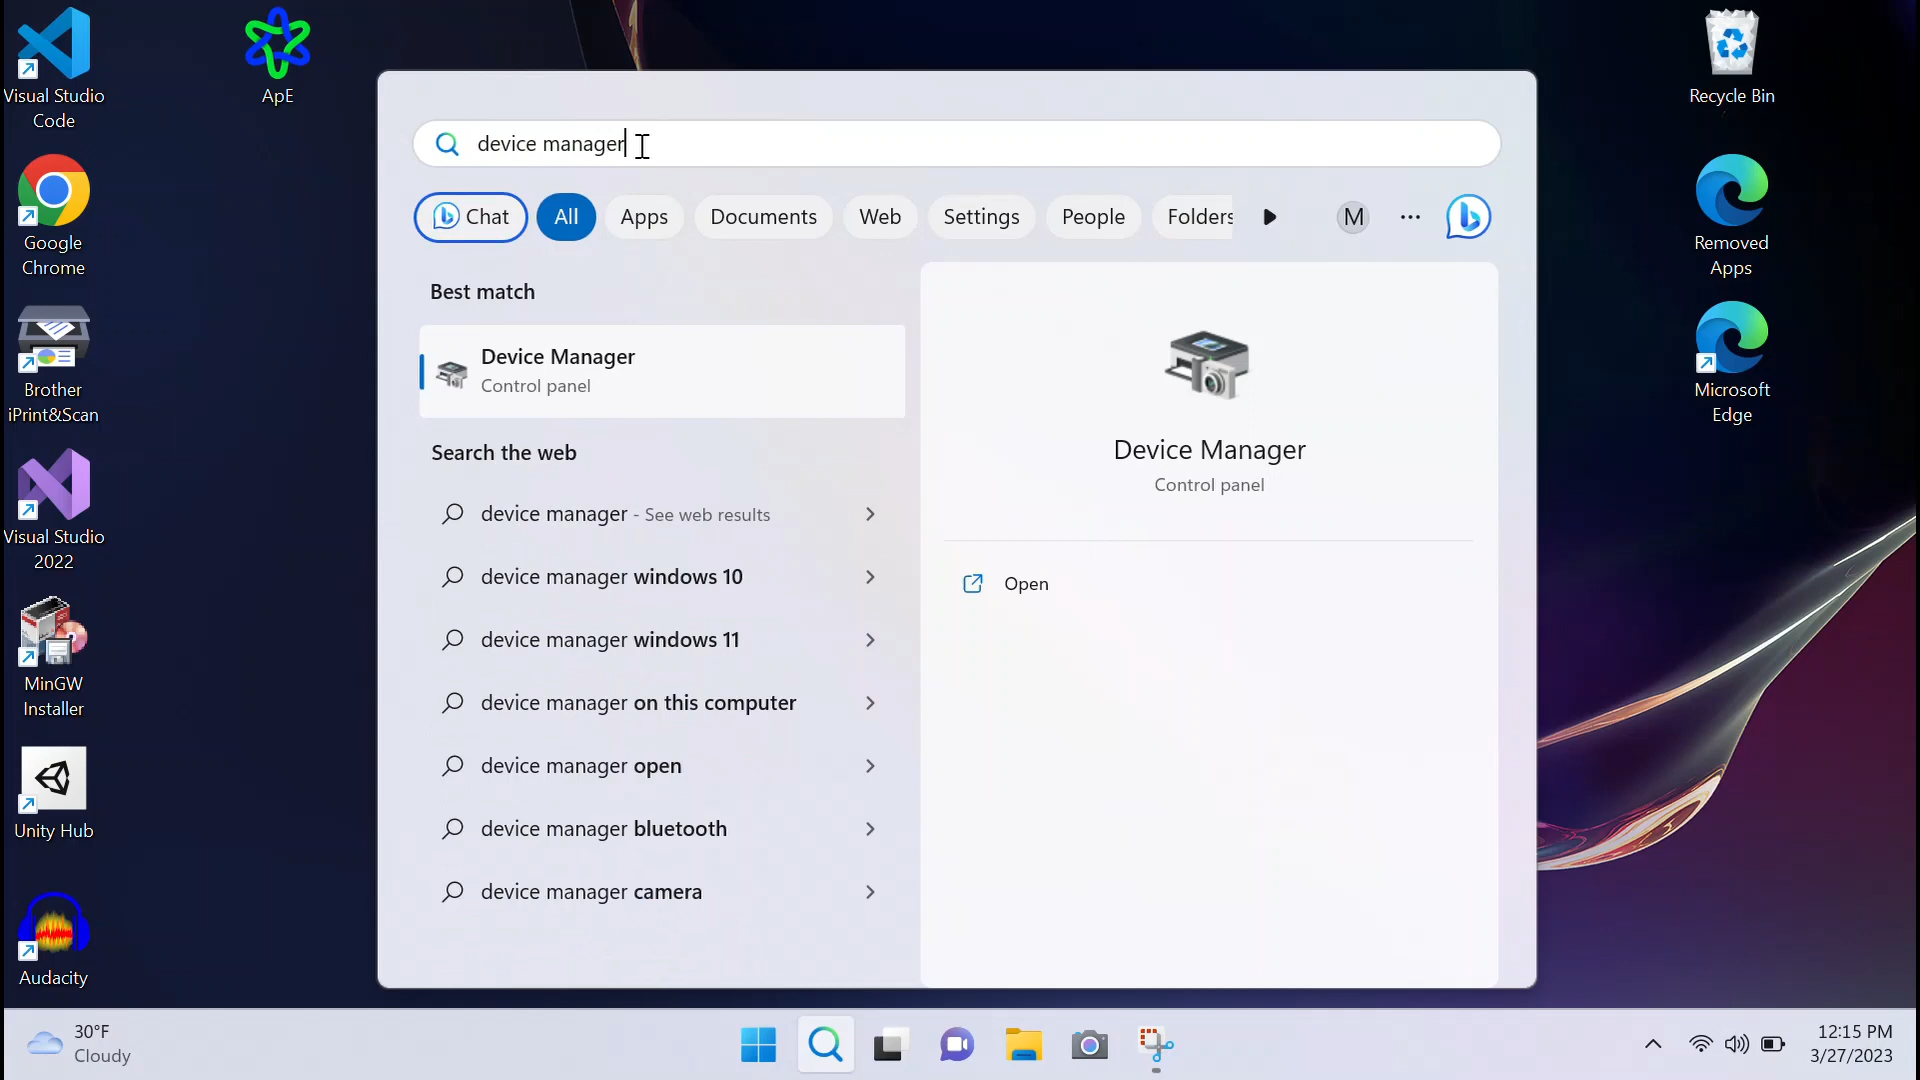 Visual Studio
Code
ApE
Google
Chrome
Brother
iPrint&Scan
Visual Studio
2022
MinGW
Installer
Unity Hub
Audacity
device manager
Chat
All
Apps
Documents
Web
Settings
People
Folders
M
Best match
Device Manager
Control panel
Search the web
device manager - See web results
device manager windows 10
device manager windows 11
device manager on this computer
device manager open
device manager bluetooth
device manager camera
Device Manager
Control panel
Open
Recycle Bin
Removed
Apps
Microsoft
Edge
30°F
Cloudy
12:15 PM
3/27/2023